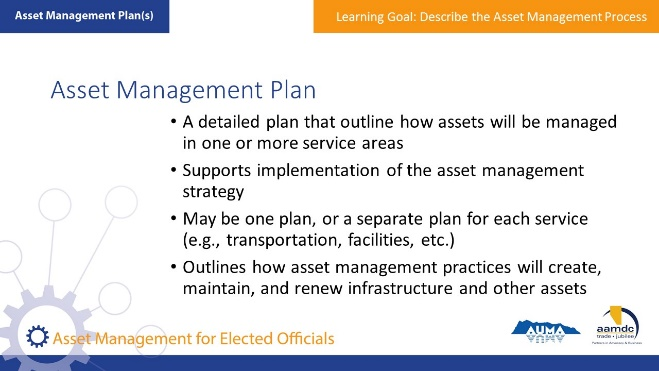 Asset Management Plan(s)
Learning Goal: Describe the Asset Management Process
Asset Management Plan
• A detailed plan that outline how assets will be managed
in one or more service areas
• Supports implementation of the asset management
strategy
• May be one plan, or a separate plan for each service
(e.g., transportation, facilities, etc.)
• Outlines how asset management practices will create,
maintain, and renew infrastructure and other assets
Asset Management for Elected Officials
AUMA
aamdc
trade • jubilee